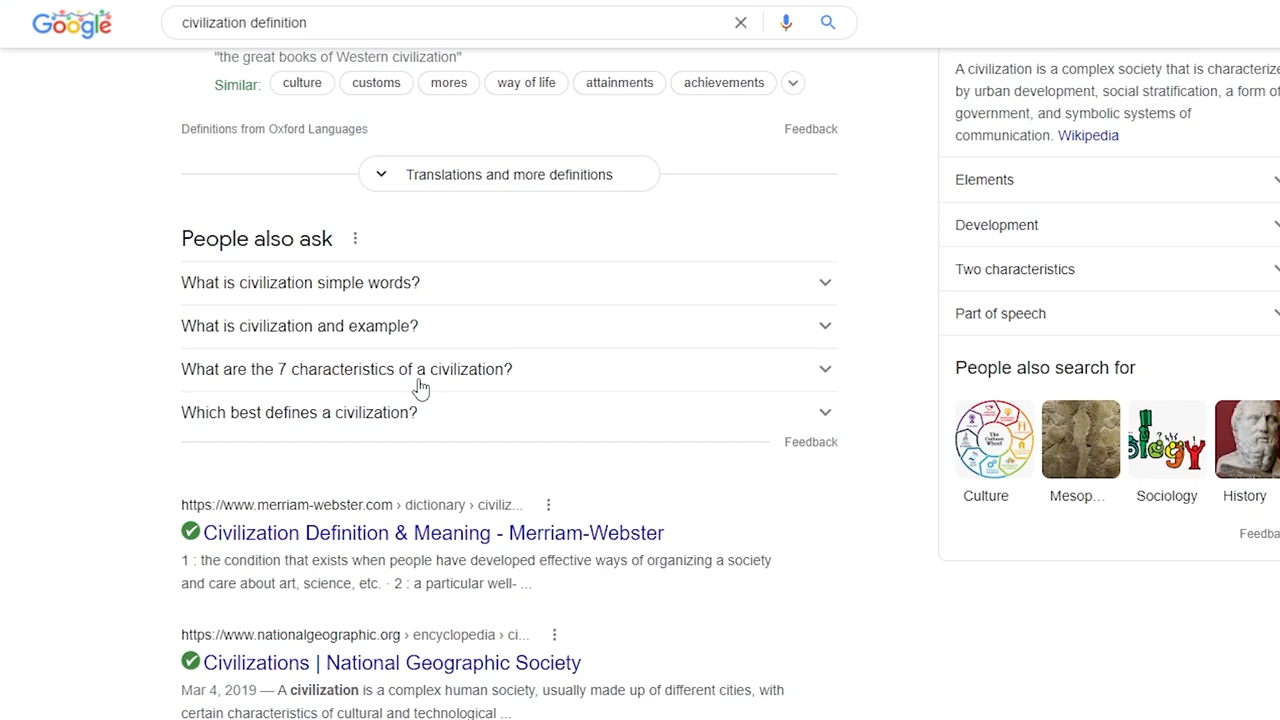 Google
civilization definition
"the great books of Western civilization"
Similar: culture customs mores way of life attainments achievements
Definitions from Oxford Languages Feedback
Translations and more definitions
People also ask
What is civilization simple words?
What is civilization and example?
What are the 7 characteristics of a civilization?
Which best defines a civilization?
Feedback
https://www.merriam-webster.com › dictionary › civiliz...
Civilization Definition & Meaning - Merriam-Webster
1 : the condition that exists when people have developed effective ways of organizing a society
and care about art, science, etc. · 2 : a particular well- ...
https://www.nationalgeographic.org › encyclopedia › ci...
Civilizations | National Geographic Society
Mar 4, 2019 — A civilization is a complex human society, usually made up of different cities, with
certain characteristics of cultural and technological ...
A civilization is a complex society that is characterize
by urban development, social stratification, a form of
government, and symbolic systems of
communication. Wikipedia
Elements
Development
Two characteristics
Part of speech
People also search for
The
Culture
Wheel
ology
Culture Mesop... Sociology History
Feedba